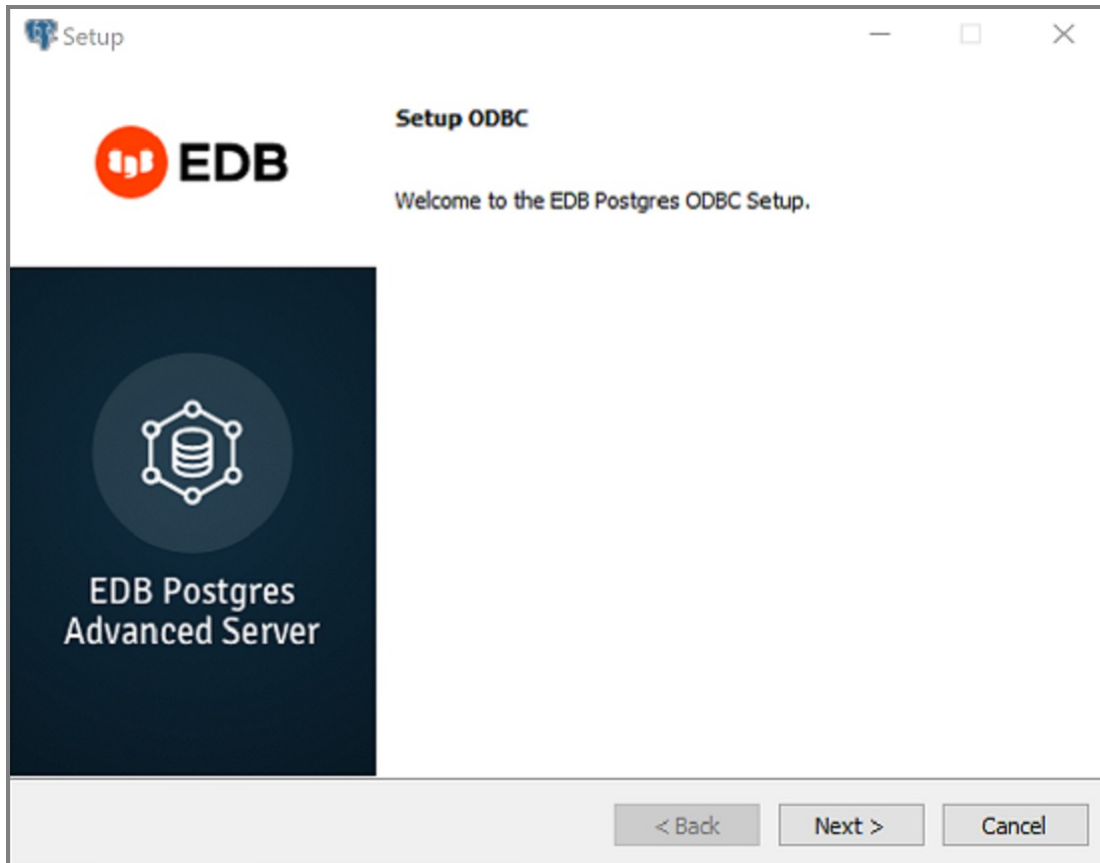 Setup
EDB
Setup ODBC
Welcome to the EDB Postgres ODBC Setup.
EDB Postgres
Advanced Server
< Back
Next >
Cancel